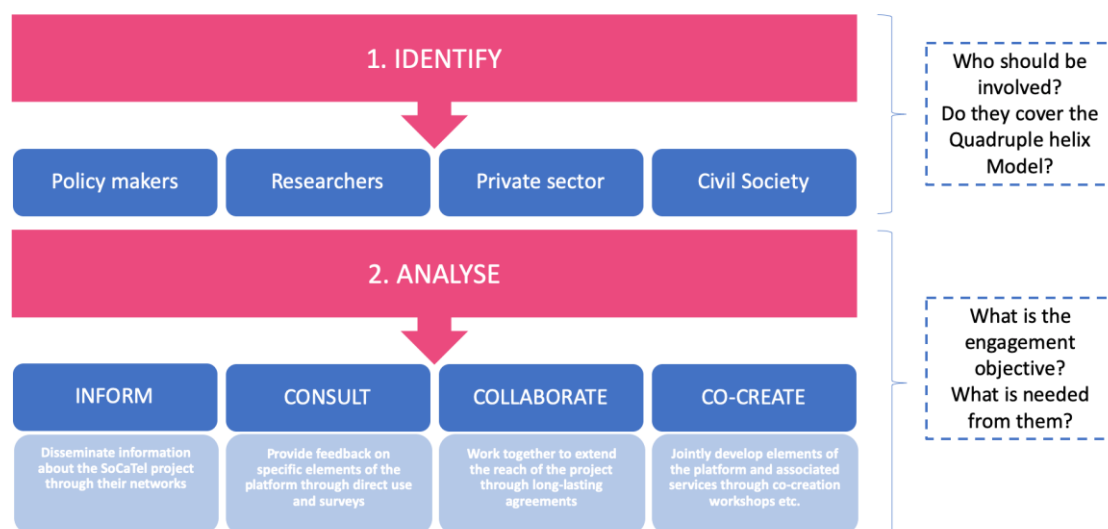 1. IDENTIFY
Who should be
involved?
Do they cover the
Quadruple helix
Model?
Policy makers
Researchers
Private sector
Civil Society
2. ANALYSE
What is the
engagement
objective?
What is needed
from them?
INFORM
CONSULT
COLLABORATE
CO-CREATE
Disseminate information
about the SoCaTel project
through their networks
Provide feedback on
specific elements of the
platform through direct use
and surveys
Work together to extend
the reach of the project
through long-lasting
agreements
Jointly develop elements of
the platform and associated
services through co-creation
workshops etc.